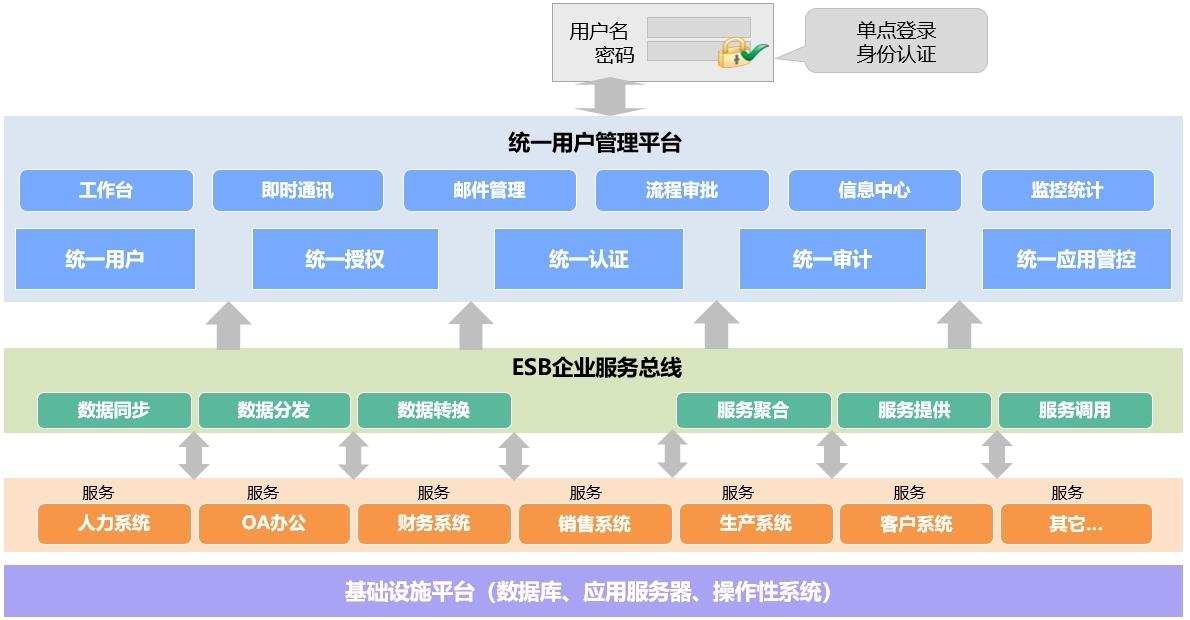 用户名
密码
单点登录
身份认证
统一用户管理平台
工作台
即时通讯
邮件管理
流程审批
信息中心
监控统计
统一用户
统一授权
统一认证
统一审计
统一应用管控
ESB企业服务总线
数据同步
数据分发
数据转换
服务聚合
服务提供
服务调用
服务
服务
服务
服务
服务
服务
服务
人力系统
OA办公
财务系统
销售系统
生产系统
客户系统
其它...
基础设施平台（数据库、应用服务器、操作性系统）